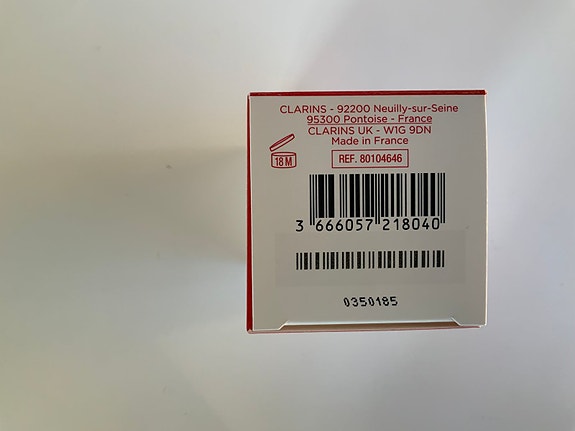 CLARINS - 92200 Neuilly-sur-Seine
95300 Pontoise - France
CLARINS UK - W1G 9DN
Made in France
18 M
REF. 80104646
3 666057 218040
0350185